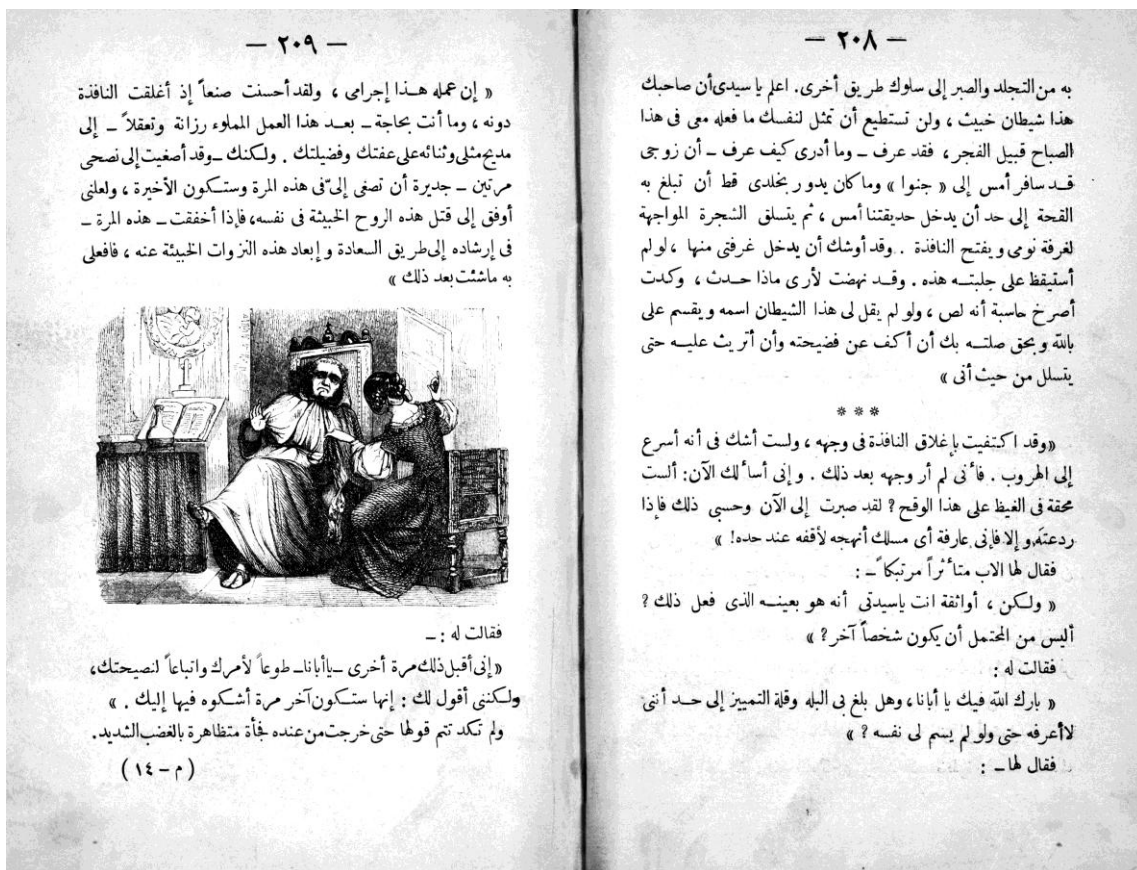 — ٢٠٨ —
به من التجلد والصبر إلى سلوك طريق أخرى. اعلم يا سيدى أن صاحبك
هذا شيطان خبيث ، ولن تستطيع أن تمثل لنفسك ما فعله معى فى هذا
الصباح قبيل الفجر ، فقد عرف – وما أدرى كيف عرف – أن زوجى
قد سافر أمس إلى « جنوا » وما كان يدور بخلدى قط أن تبلغ به
القحة إلى حد أن يدخل حديقتنا أمس ، ثم يتسلق الشجرة المواجهة
لغرفة نومى ويفتح النافذة . وقد أوشك أن يدخل غرفتى منها ، لو لم
أستيقظ على جلبته هذه . وقد نهضت لأرى ماذا حدث ، وكدت
أصرخ حاسبة أنه لص ، ولو لم يقل لى هذا الشيطان اسمه ويقسم على
بالله وبحق صلته بك أن أكف عن فضيحته وأن أتريث عليه حتى
يتسلل من حيث أتى »
* * *
« وقد اكتفيت بإغلاق النافذة فى وجهه ، ولست أشك فى أنه أسرع
إلى الهروب . فأنى لم أر وجهه بعد ذلك . وإنى أسألك الآن: ألست
محقة فى الغيظ على هذا الوقح ? لقد صبرت إلى الآن وحسبى ذلك فإذا
ردعته وإلا فإنى عارفة أى مسلك أنهجه لأقفه عند حده! »
فقال لها الاب متأثراً مرتبكاً – :
« ولكن ، أواثقة انت ياسيدتى أنه هو بعينه الذى فعل ذلك ?
أليس من المحتمل أن يكون شخصاً آخر ? »
فقالت له :
« بارك الله فيك يا أبانا ، وهل بلغ بى البله وقلة التمييز إلى حد أننى
لاأعرفه حتى ولو لم يسم لى نفسه ? »
فقال لها – :
— ٢٠٩ —
« إن عمله هذا إجرامى ، ولقد أحسنت صنعاً إذ أغلقت النافذة
دونه ، وما أنت بحاجة – بعد هذا العمل المملوء رزانة وتعقلاً – إلى
مديح مثلى وثنائه على عفتك وفضيلتك . ولكنك – وقد أصغيت إلى نصحى
مرتين – جديرة أن تصغى إلىّ فى هذه المرة وستكون الأخيرة ، ولعلنى
أوفق إلى قتل هذه الروح الخبيثة فى نفسه، فإذا أخفقت – هذه المرة –
فى إرشاده إلى طريق السعادة وإبعاد هذه النزوات الخبيثة عنه ، فافعلى
به ماشئت بعد ذلك »
فقالت له : –
« إنى أقبل ذلك مرة أخرى – ياأبانا – طوعاً لأمرك واتباعاً لنصيحتك،
ولكننى أقول لك : إنها ستكون آخر مرة أشكوه فيها إليك . »
ولم تكد تتم قولها حتى خرجت من عنده فجأة متظاهرة بالغضب الشديد.
( م – ١٤ )